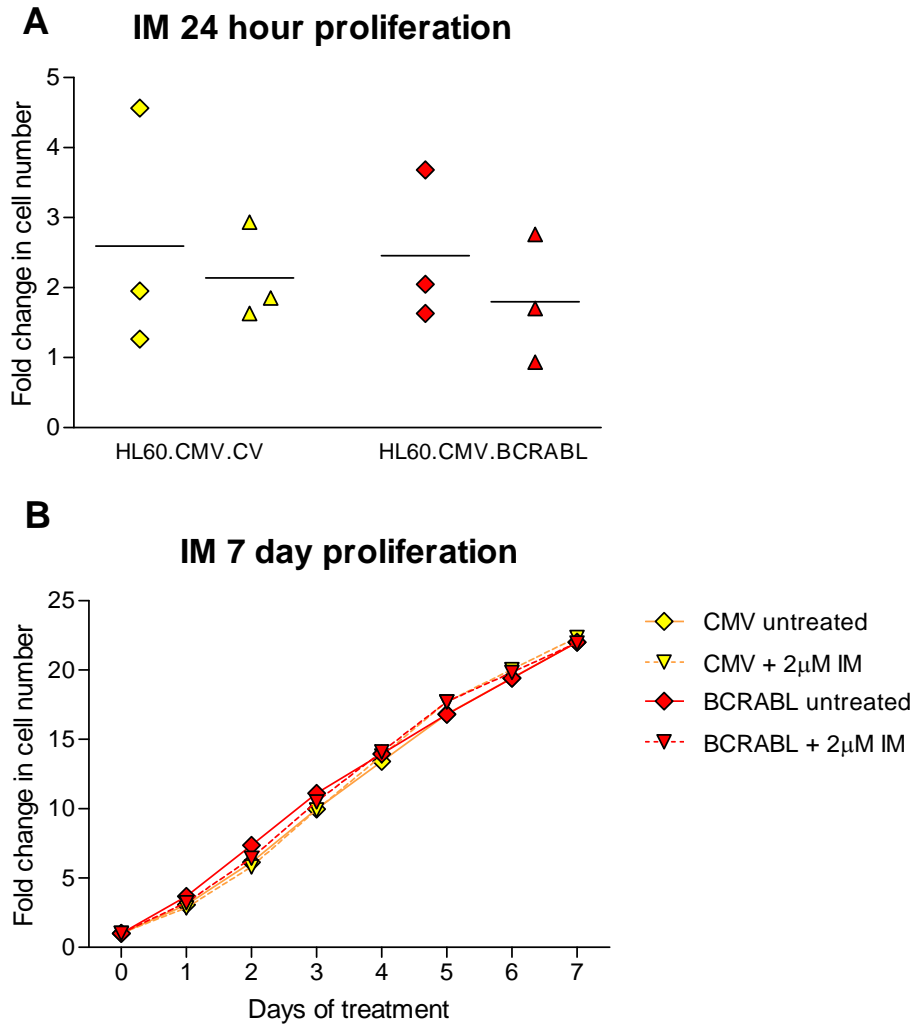 A
IM 24 hour proliferation
Fold change in cell number
5
4
3
2
1
0
HL60.CMV.CV HL60.CMV.BCRABL
B
IM 7 day proliferation
Fold change in cell number
25
20
15
10
5
0
0 1 2 3 4 5 6 7
Days of treatment
CMV untreated
CMV + 2μM IM
BCRABL untreated
BCRABL + 2μM IM